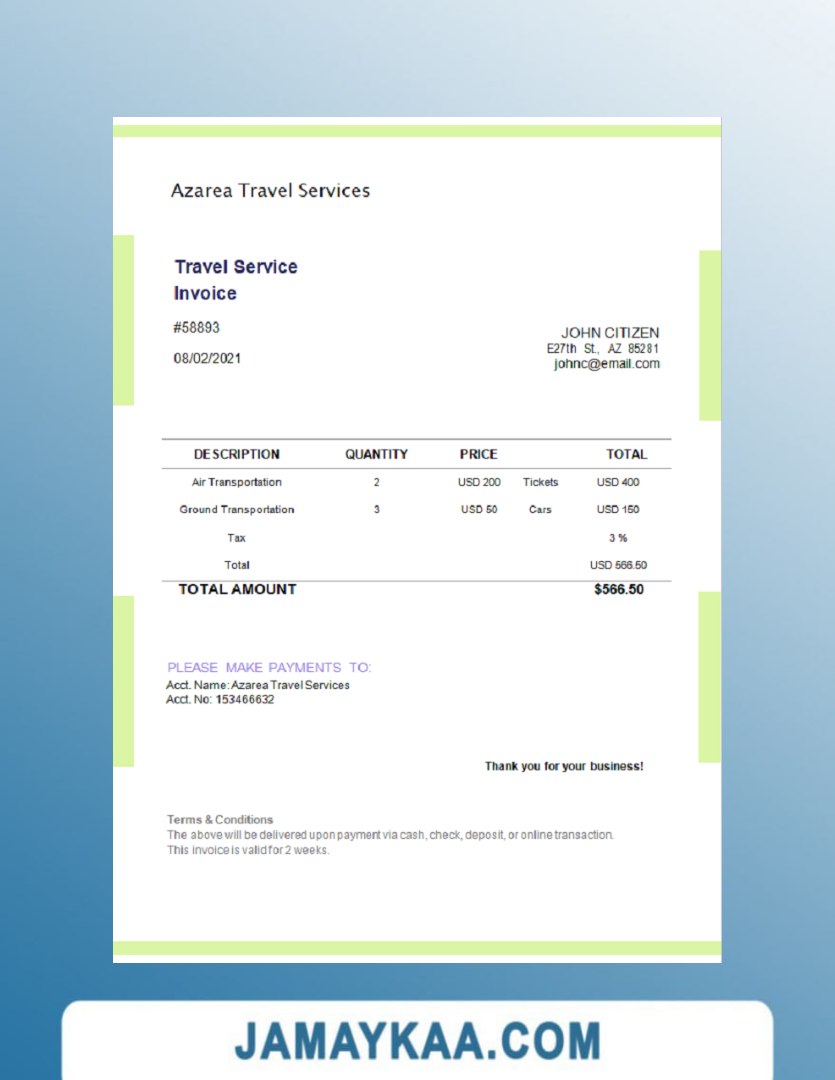 Azarea Travel Services
Travel Service
Invoice
#58893
08/02/2021
JOHN CITIZEN
E27th St., AZ 85281
johnc@email.com
DESCRIPTION QUANTITY PRICE TOTAL
Air Transportation 2 USD 200 Tickets USD 400
Ground Transportation 3 USD 50 Cars USD 150
Tax 3 %
Total USD 566.50
TOTAL AMOUNT $566.50
PLEASE MAKE PAYMENTS TO:
Acct. Name: Azarea Travel Services
Acct. No: 153466632
Thank you for your business!
Terms & Conditions
The above will be delivered upon payment via cash, check, deposit, or online transaction.
This invoice is valid for 2 weeks.
JAMAYKAA.COM